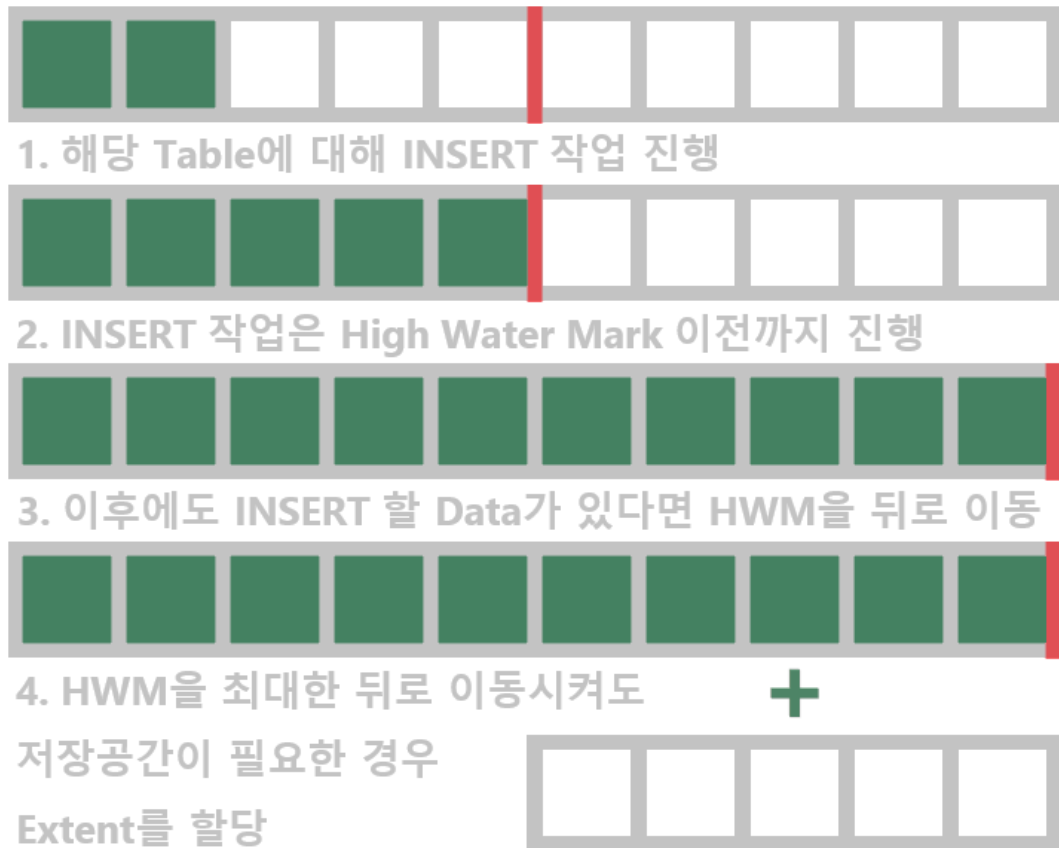 1. 해당 Table에 대해 INSERT 작업 진행
2. INSERT 작업은 High Water Mark 이전까지 진행
3. 이후에도 INSERT 할 Data가 있다면 HWM을 뒤로 이동
4. HWM을 최대한 뒤로 이동시켜도
저장공간이 필요한 경우
Extent를 할당